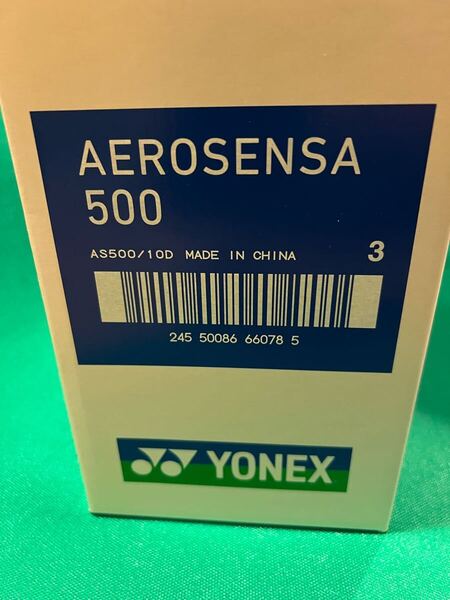 AEROSENSA
500
AS500/10D MADE IN CHINA 3
245 50086 66078 5
YONEX